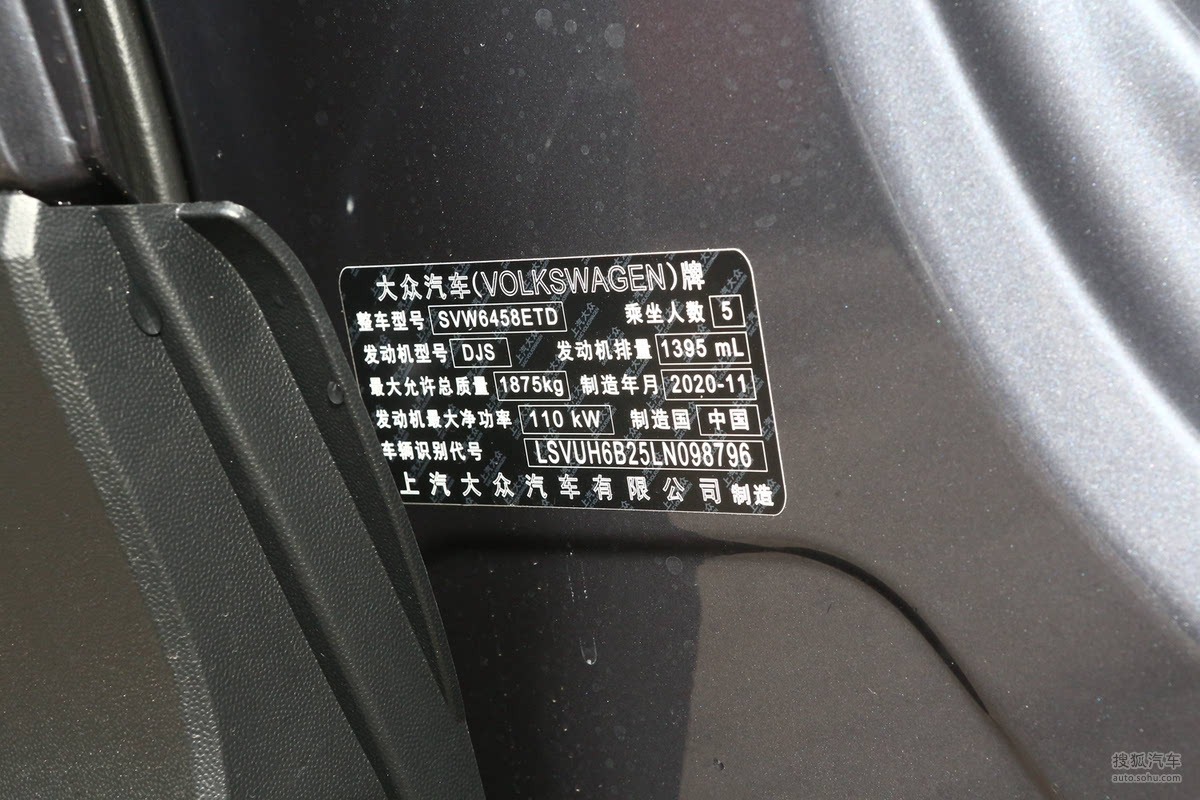 大众汽车(VOLKSWAGEN)牌
整车型号 SVW6458ETD 乘坐人数 5
发动机型号 DJS 发动机排量 1395 mL
最大允许总质量 1875kg 制造年月 2020-11
发动机最大净功率 110 kW 制造国 中国
车辆识别代号 LSVUH6B25LN098796
上汽大众汽车有限公司 制造
搜狐汽车
auto.sohu.com